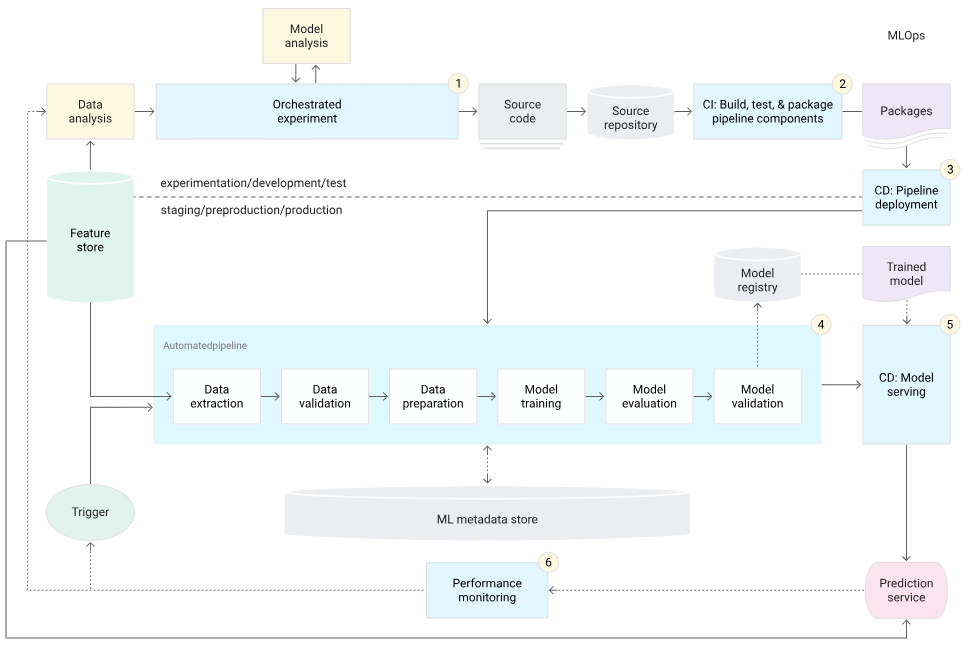 Model
analysis
MLOps
1
2
Data
analysis
Orchestrated
experiment
Source
code
Source
repository
CI: Build, test, & package
pipeline components
Packages
3
experimentation/development/test
staging/preproduction/production
CD: Pipeline
deployment
Feature
store
Model
registry
Trained
model
4
5
Automatedpipeline
Data
extraction
Data
validation
Data
preparation
Model
training
Model
evaluation
Model
validation
CD: Model
serving
Trigger
ML metadata store
6
Performance
monitoring
Prediction
service